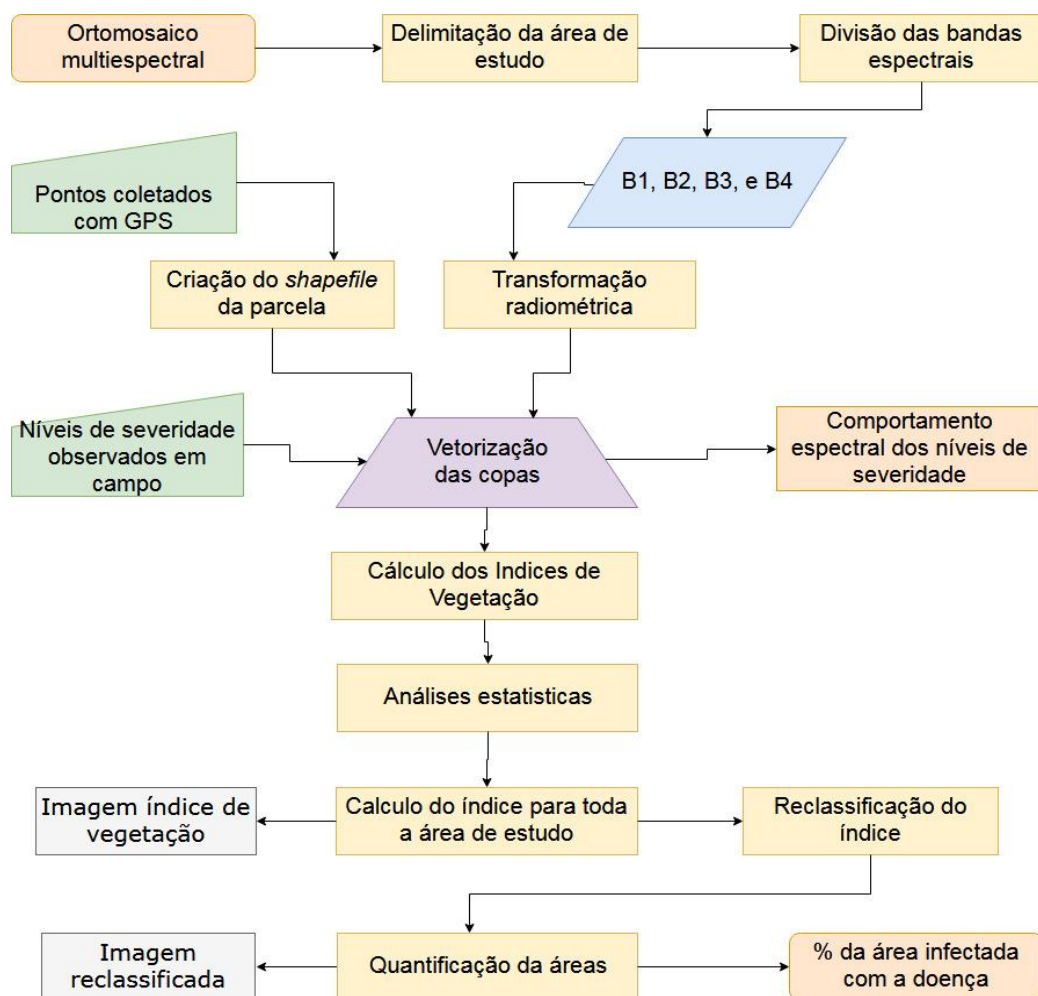 Ortomosaico
multiespectral
Delimitação da área de
estudo
Divisão das bandas
espectrais
Pontos coletados
com GPS
B1, B2, B3, e B4
Criação do shapefile
da parcela
Transformação
radiométrica
Níveis de severidade
observados em
campo
Vetorização
das copas
Comportamento
espectral dos níveis de
severidade
Cálculo dos Indices de
Vegetação
Análises estatisticas
Imagem índice de
vegetação
Calculo do índice para toda
a área de estudo
Reclassificação do
índice
Imagem
reclassificada
Quantificação da áreas
% da área infectada
com a doença